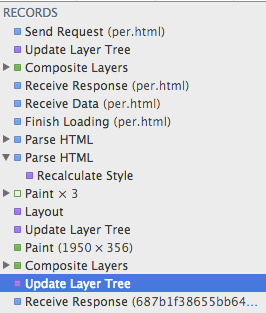 RECORDS
Send Request (per.html)
Update Layer Tree
Composite Layers
Receive Response (per.html)
Receive Data (per.html)
Finish Loading (per.html)
Parse HTML
Parse HTML
Recalculate Style
Paint × 3
Layout
Update Layer Tree
Paint (1950 × 356)
Composite Layers
Update Layer Tree
Receive Response (687b1f38655bb64...